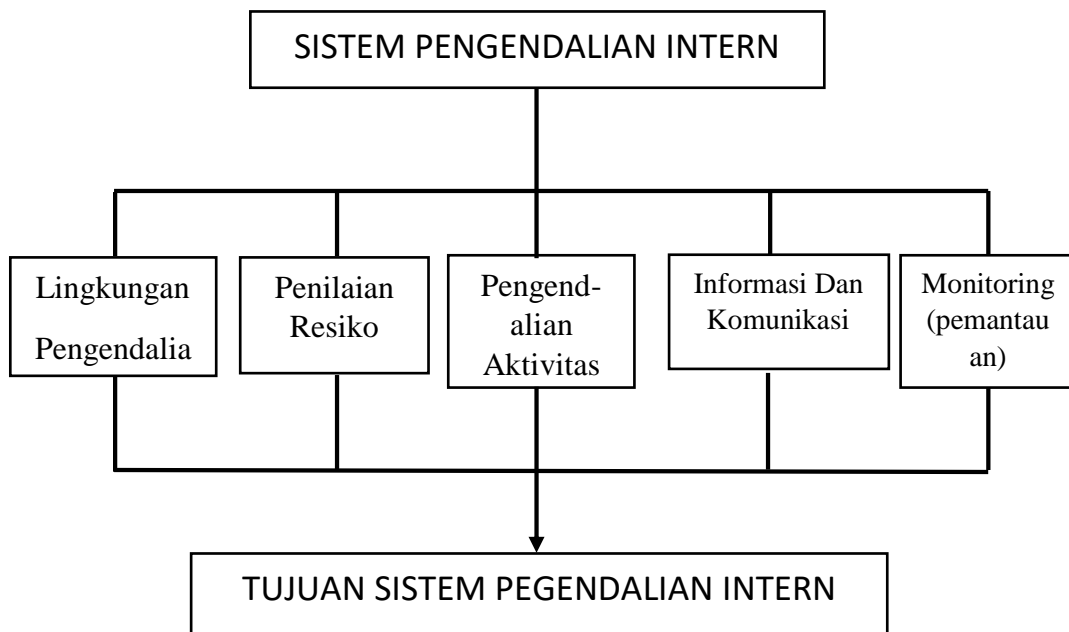 SISTEM PENGENDALIAN INTERN
Lingkungan
Pengendalia
Penilaian
Resiko
Pengend-
alian
Aktivitas
Informasi Dan
Komunikasi
Monitoring
(pemantau
an)
TUJUAN SISTEM PEGENDALIAN INTERN